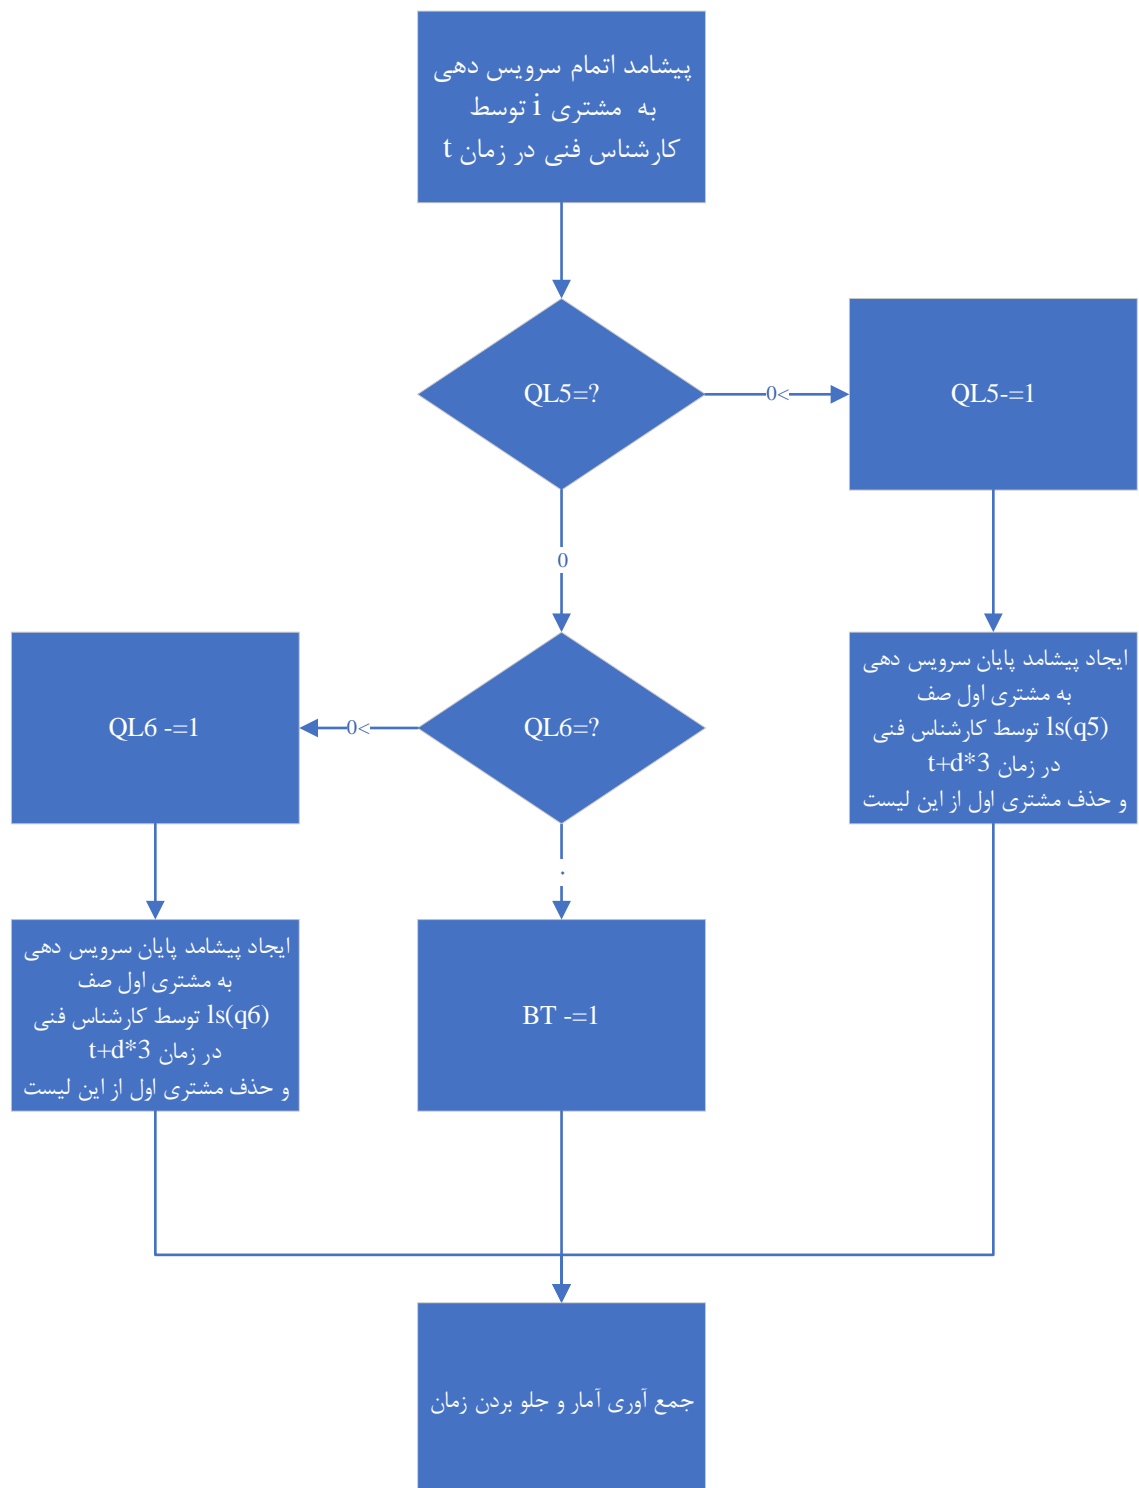 پیشامد اتمام سرویس دهی
به مشتری i توسط
کارشناس فنی در زمان t
QL5=?
0<
QL5-=1
0
ایجاد پیشامد پایان سرویس دهی
به مشتری اول صف
ls(q5) توسط کارشناس فنی
در زمان t+d*3
و حذف مشتری اول از این لیست
QL6=?
0<
QL6 -=1
.
ایجاد پیشامد پایان سرویس دهی
به مشتری اول صف
ls(q6) توسط کارشناس فنی
در زمان t+d*3
و حذف مشتری اول از این لیست
BT -=1
جمع آوری آمار و جلو بردن زمان